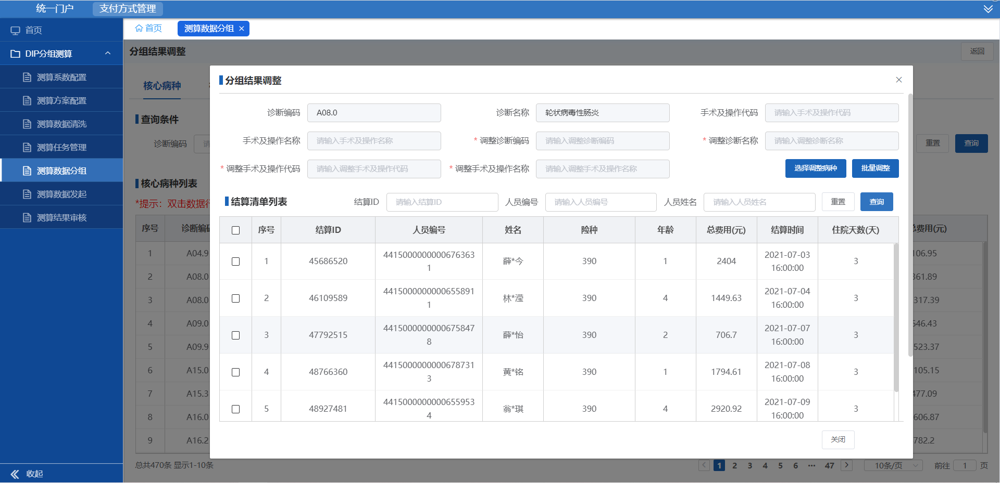 统一门户 支付方式管理
首页
DIP分组测算
测算系数配置
测算方案配置
测算数据清洗
测算任务管理
测算数据分组
测算数据发起
测算结果审核
收起
首页 测算数据分组
分组结果调整 返回
核心病种
查询条件
诊断编码 请
重置 查询
核心病种列表
*提示：双击数据行
序号 诊断编码 总费用(元)
1 A04.9 106.95
2 A08.0 361.89
3 A08.0 317.39
4 A09.0 546.43
5 A09.9 523.37
6 A15.0 105.15
7 A15.3 477.09
8 A16.0 606.87
9 A16.2 782.2
总共470条 显示1-10条
1 2 3 4 5 6 ··· 47 10条/页 前往 1 页
分组结果调整
诊断编码 A08.0 诊断名称 轮状病毒性肠炎 手术及操作代码 请输入手术及操作代码
手术及操作名称 请输入手术及操作名称 * 调整诊断编码 请输入调整诊断编码 * 调整诊断名称 请输入调整诊断名称
* 调整手术及操作代码 请输入调整手术及操作代码 * 调整手术及操作名称 请输入调整手术及操作名称 选择调整病种 批量调整
结算清单列表 结算ID 请输入结算ID 人员编号 请输入人员编号 人员姓名 请输入人员姓名 重置 查询
序号 结算ID 人员编号 姓名 险种 年龄 总费用(元) 结算时间 住院天数(天)
1 45686520 44150000000006763631 薛*今 390 1 2404 2021-07-03 16:00:00 3
2 46109589 44150000000006558911 林*滢 390 4 1449.63 2021-07-04 16:00:00 3
3 47792515 44150000000006758478 薛*怡 390 2 706.7 2021-07-07 16:00:00 3
4 48766360 44150000000006787313 黄*铭 390 1 1794.61 2021-07-08 16:00:00 3
5 48927481 44150000000006559534 翁*琪 390 4 2920.92 2021-07-09 16:00:00 3
关闭